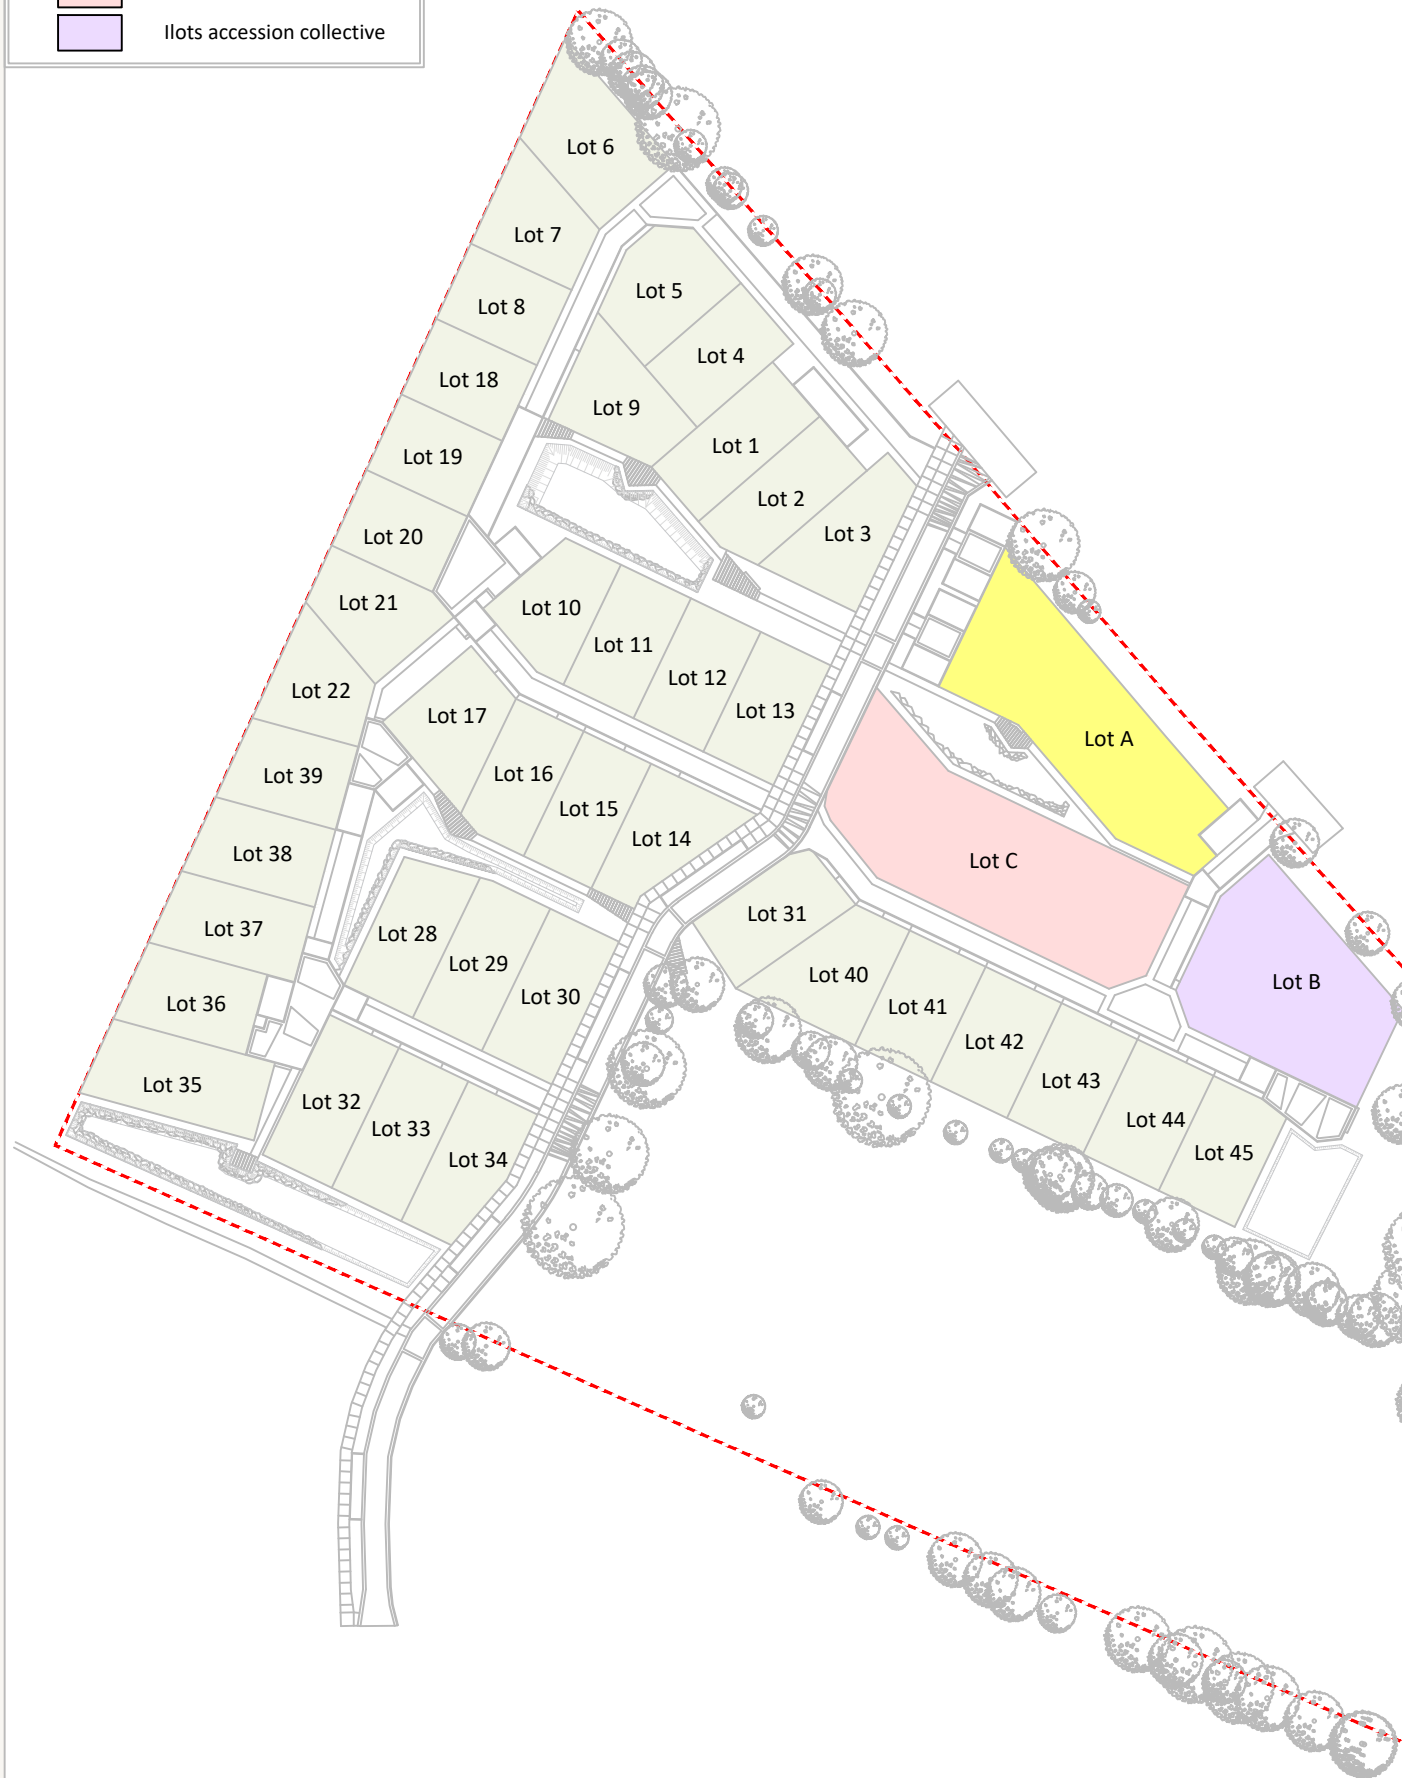 Ilots accession collective
Lot 6
Lot 7
Lot 5
Lot 8
Lot 4
Lot 18
Lot 9
Lot 1
Lot 19
Lot 2
Lot 3
Lot 20
Lot 21
Lot 10
Lot 11
Lot 12
Lot 22
Lot 13
Lot 17
Lot A
Lot 16
Lot 39
Lot 15
Lot 14
Lot 38
Lot C
Lot 31
Lot 37
Lot 28
Lot 29
Lot 40
Lot B
Lot 30
Lot 36
Lot 41
Lot 42
Lot 43
Lot 35
Lot 32
Lot 44
Lot 33
Lot 45
Lot 34